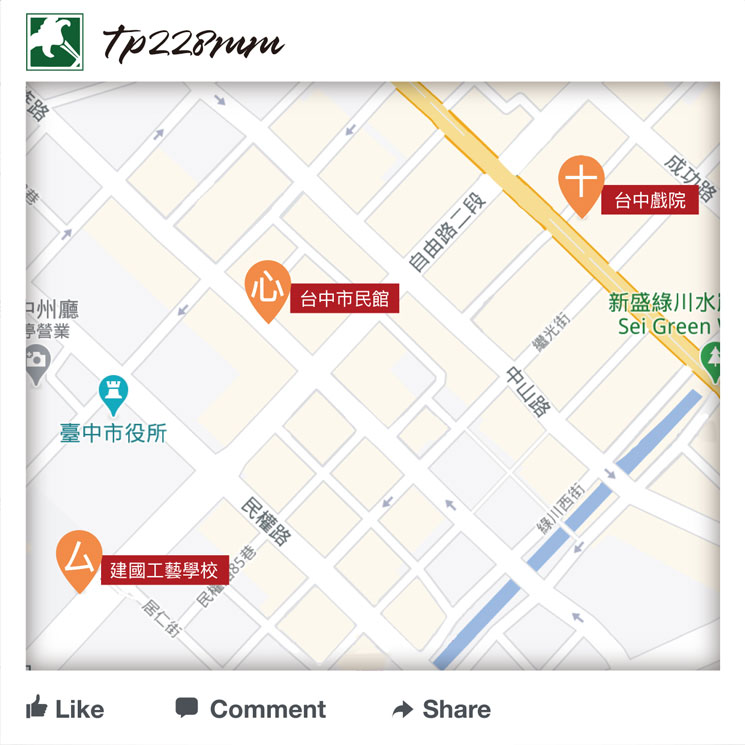 tp228mm
成功路
十
台中戲院
自由路二段
心
台中市民館
新盛綠川水
Sei Green
繼光街
州廳
停營業
中山路
臺中市役所
綠川西街
民權路
ㄙ
建國工藝學校
民權路85巷
居仁街
Like
Comment
Share